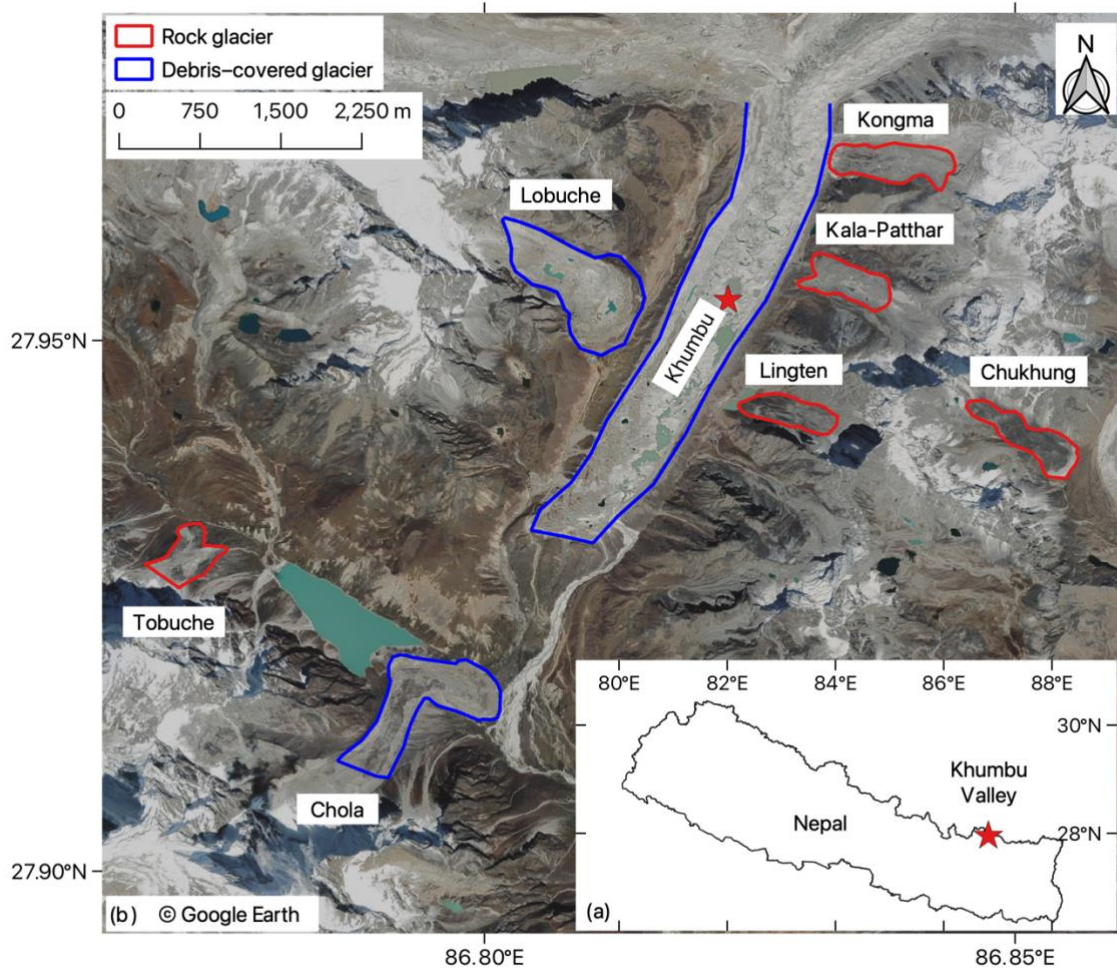 Rock glacier
Debris-covered glacier
0 750 1,500 2,250 m
N
Kongma
Lobuche
Kala-Patthar
27.95°N
Khumbu
Lingten
Chukhung
Tobuche
80°E 82°E 84°E 86°E 88°E
30°N
Khumbu
Valley
Nepal
28°N
Chola
27.90°N
(b) © Google Earth
(a)
86.80°E
86.85°E